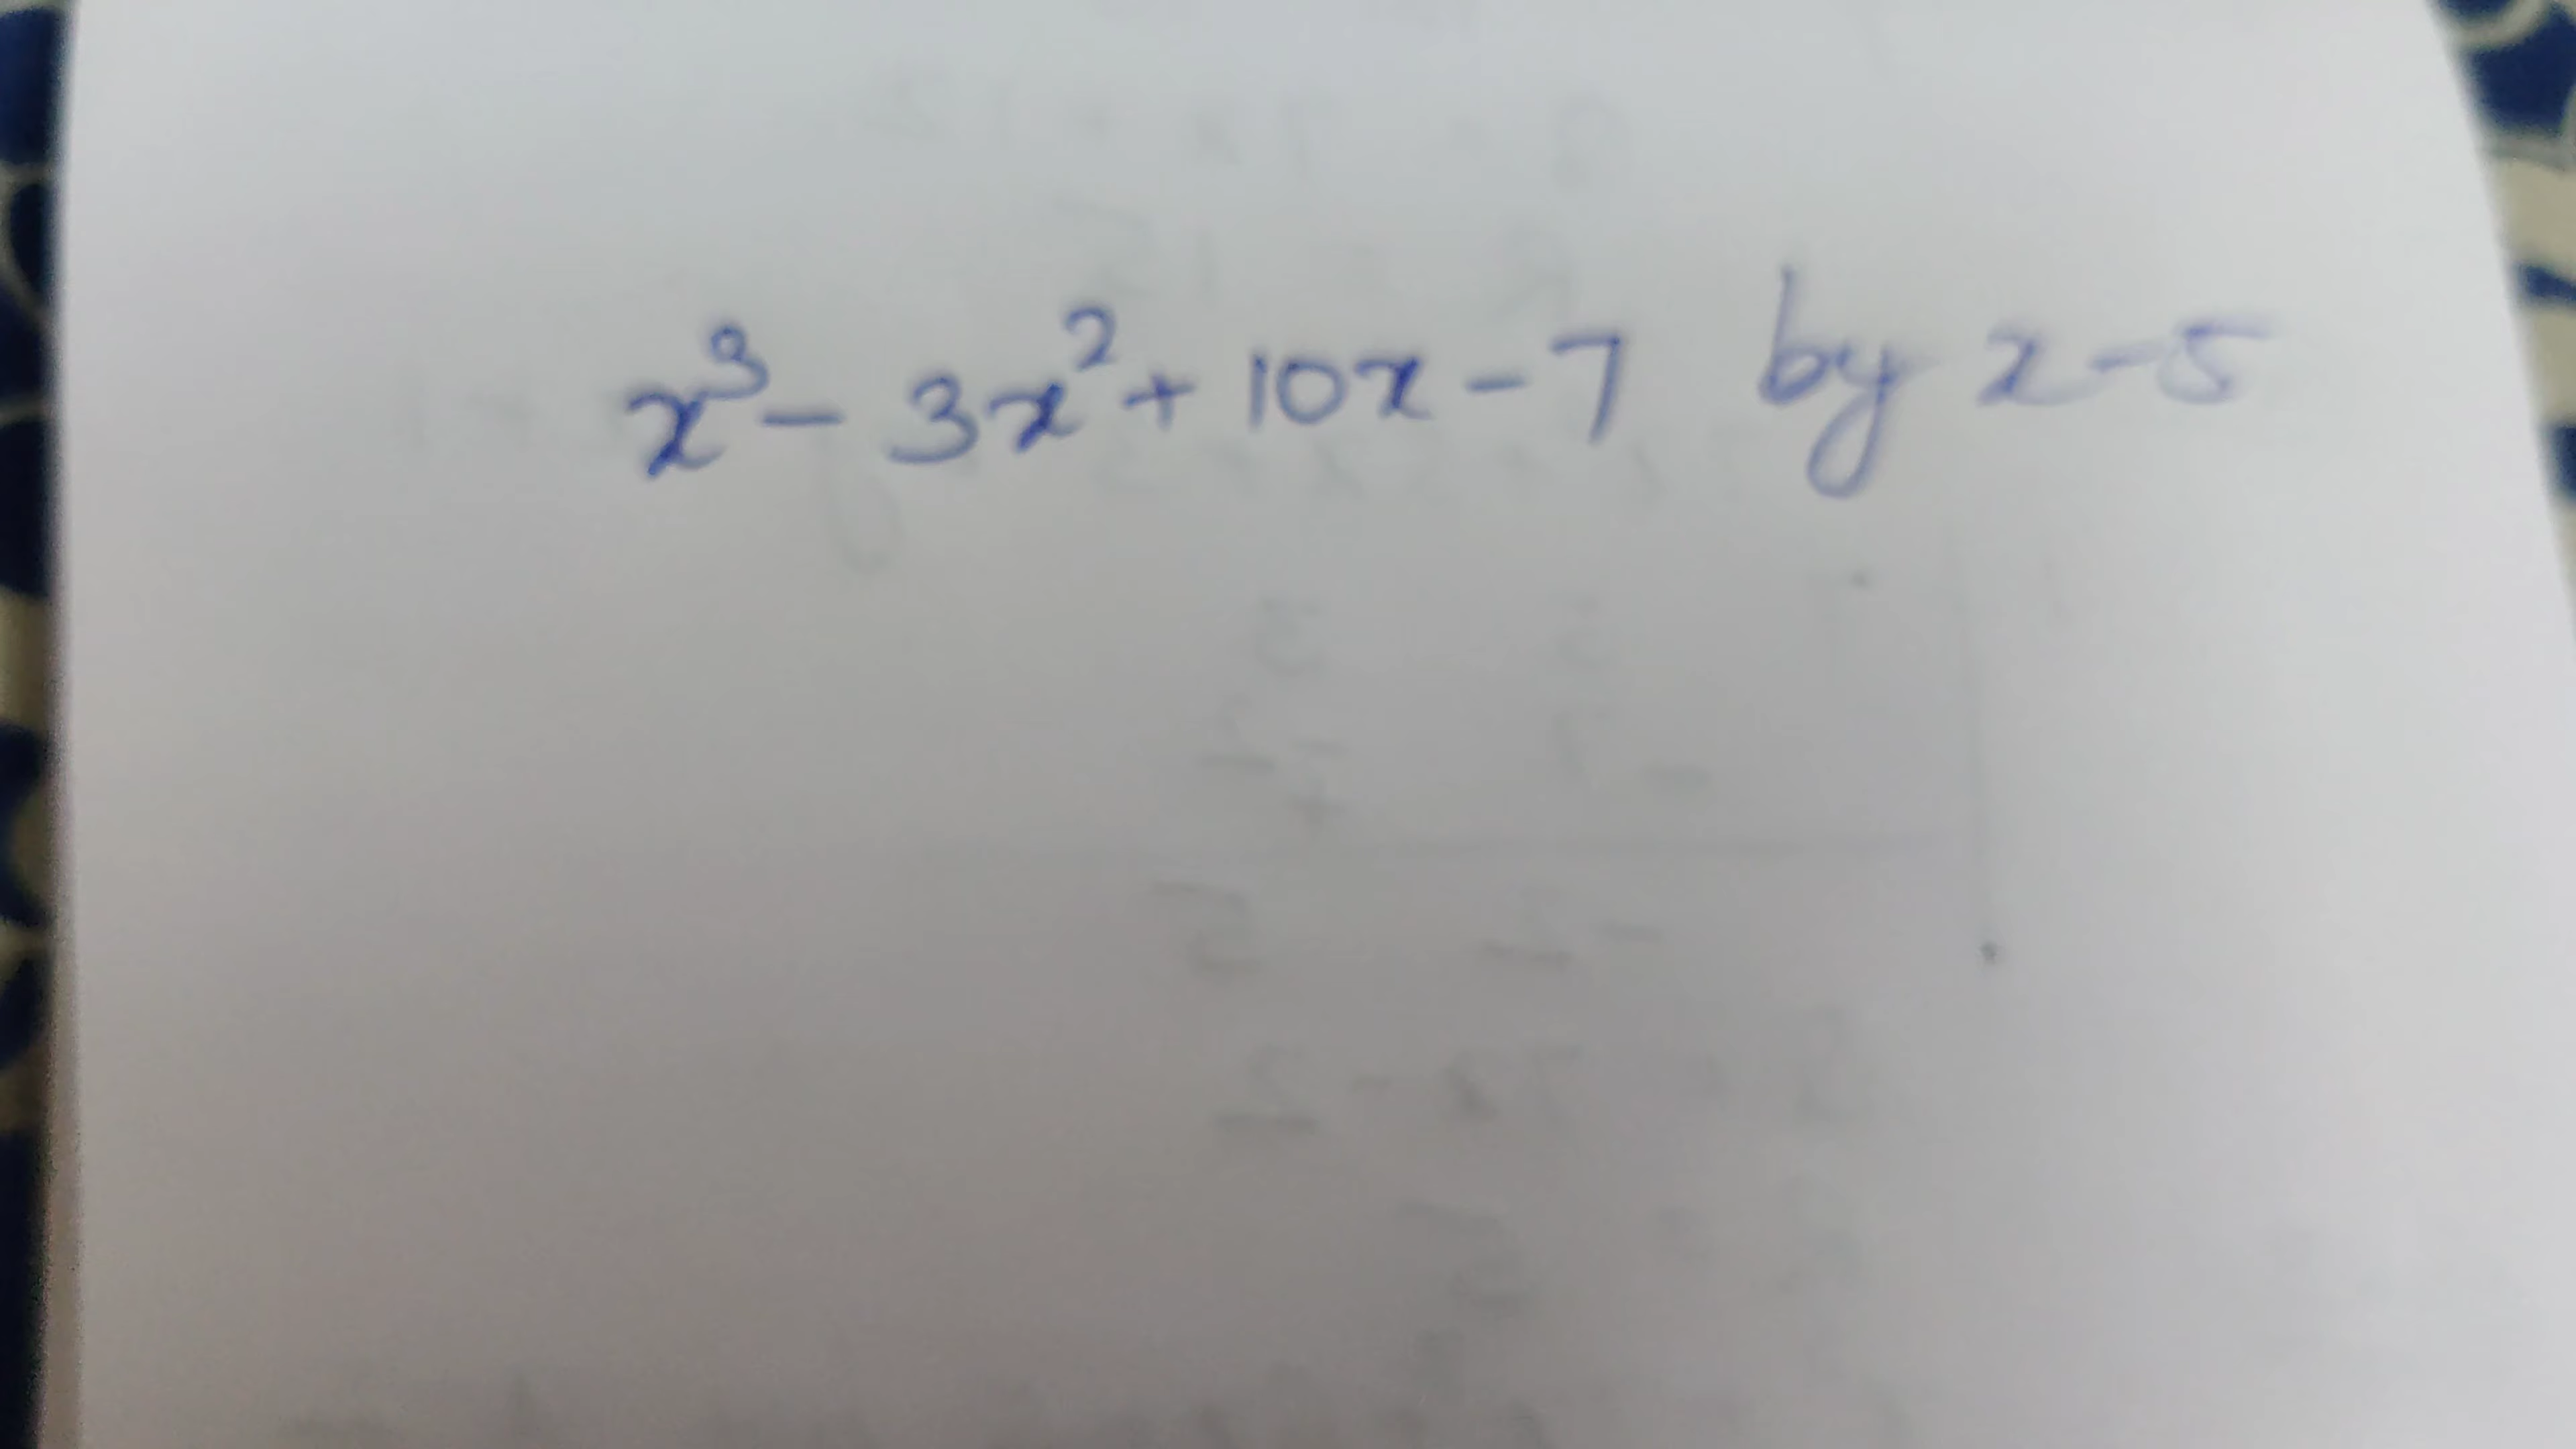 x³ - 3x² + 10x - 7 by x - 5